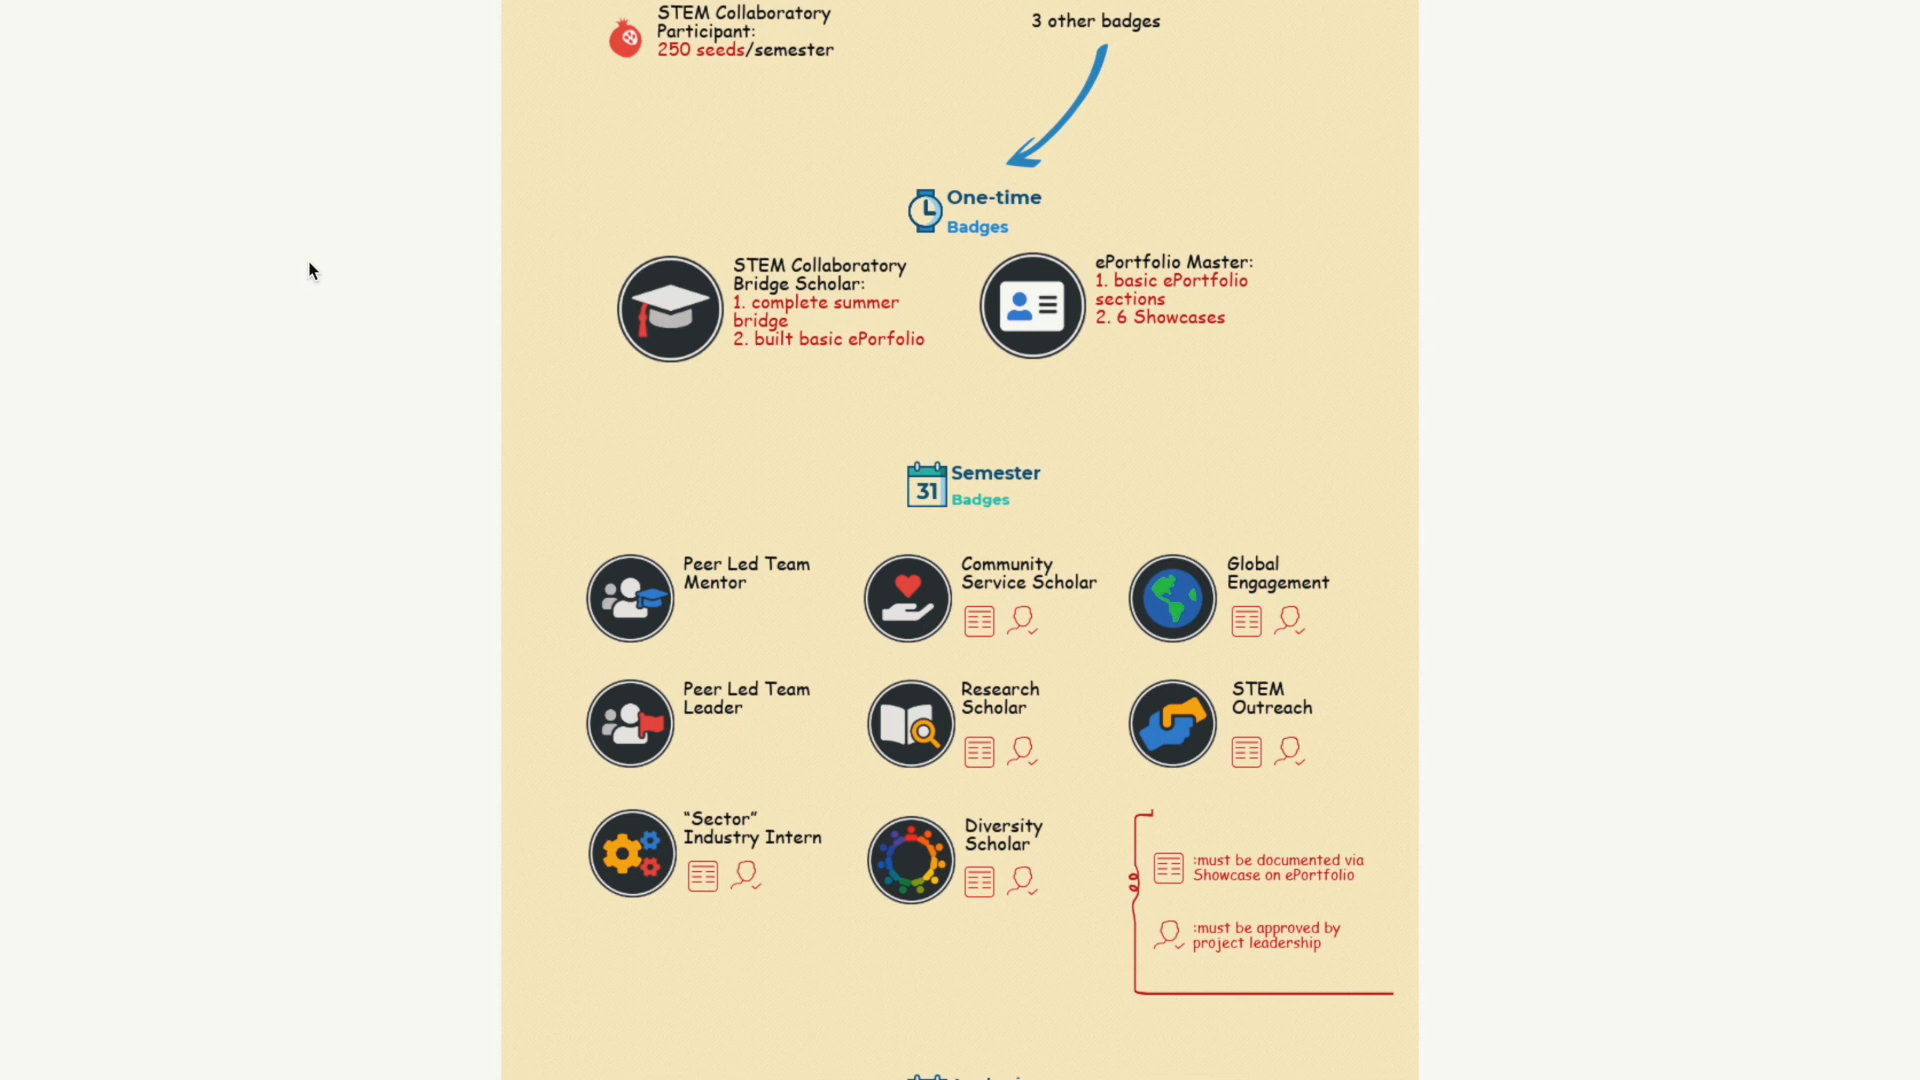 STEM Collaboratory
Participant:
250 seeds/semester
3 other badges
One-time
Badges
STEM Collaboratory
Bridge Scholar:
1. complete summer
bridge
2. built basic ePorfolio
ePortfolio Master:
1. basic ePortfolio
sections
2. 6 Showcases
31
Semester
Badges
Peer Led Team
Mentor
Community
Service Scholar
Global
Engagement
Peer Led Team
Leader
Research
Scholar
STEM
Outreach
“Sector”
Industry Intern
Diversity
Scholar
:must be documented via
Showcase on ePortfolio
:must be approved by
project leadership